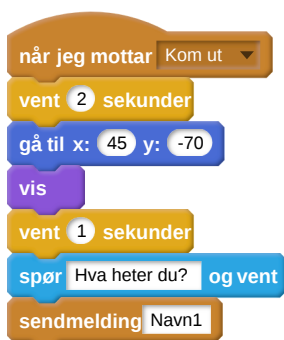 når jeg mottar Kom ut
vent 2 sekunder
gå til x: 45 y: -70
vis
vent 1 sekunder
spør Hva heter du? og vent
sendmelding Navn1